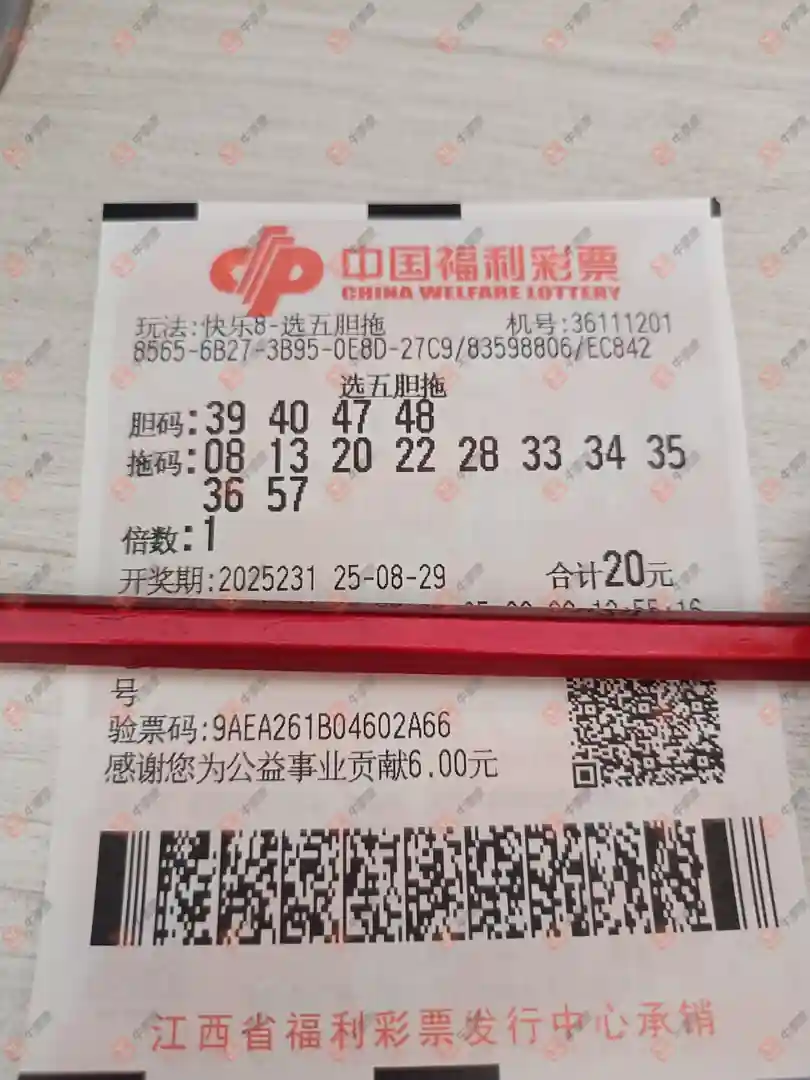 中国福利彩票
CHINA WELFARE LOTTERY
玩法:快乐8-选五胆拖 机号:36111201
8565-6B27-3B95-0E8D-27C9/83598806/EC842
选五胆拖
胆码:39 40 47 48
拖码:08 13 20 22 28 33 34 35
36 57
倍数:1
开奖期:2025231 25-08-29 合计20元
号
验票码:9AEA261B04602A66
感谢您为公益事业贡献6.00元
江西省福利彩票发行中心承销